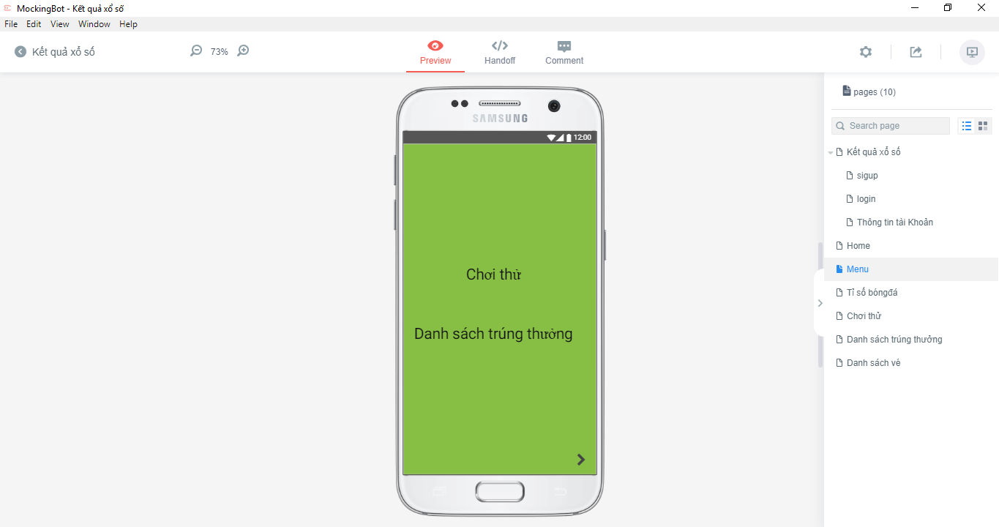 MockingBot - Kết quả xổ số
File Edit View Window Help
Kết quả xổ số
73%
Preview
Handoff
Comment
pages (10)
Search page
Kết quả xổ số
sigup
login
Thông tin tài Khoản
Home
Menu
Tỉ số bóngđá
Chơi thử
Danh sách trúng thưởng
Danh sách vé
SAMSUNG
12:00
Chơi thử
Danh sách trúng thưởng